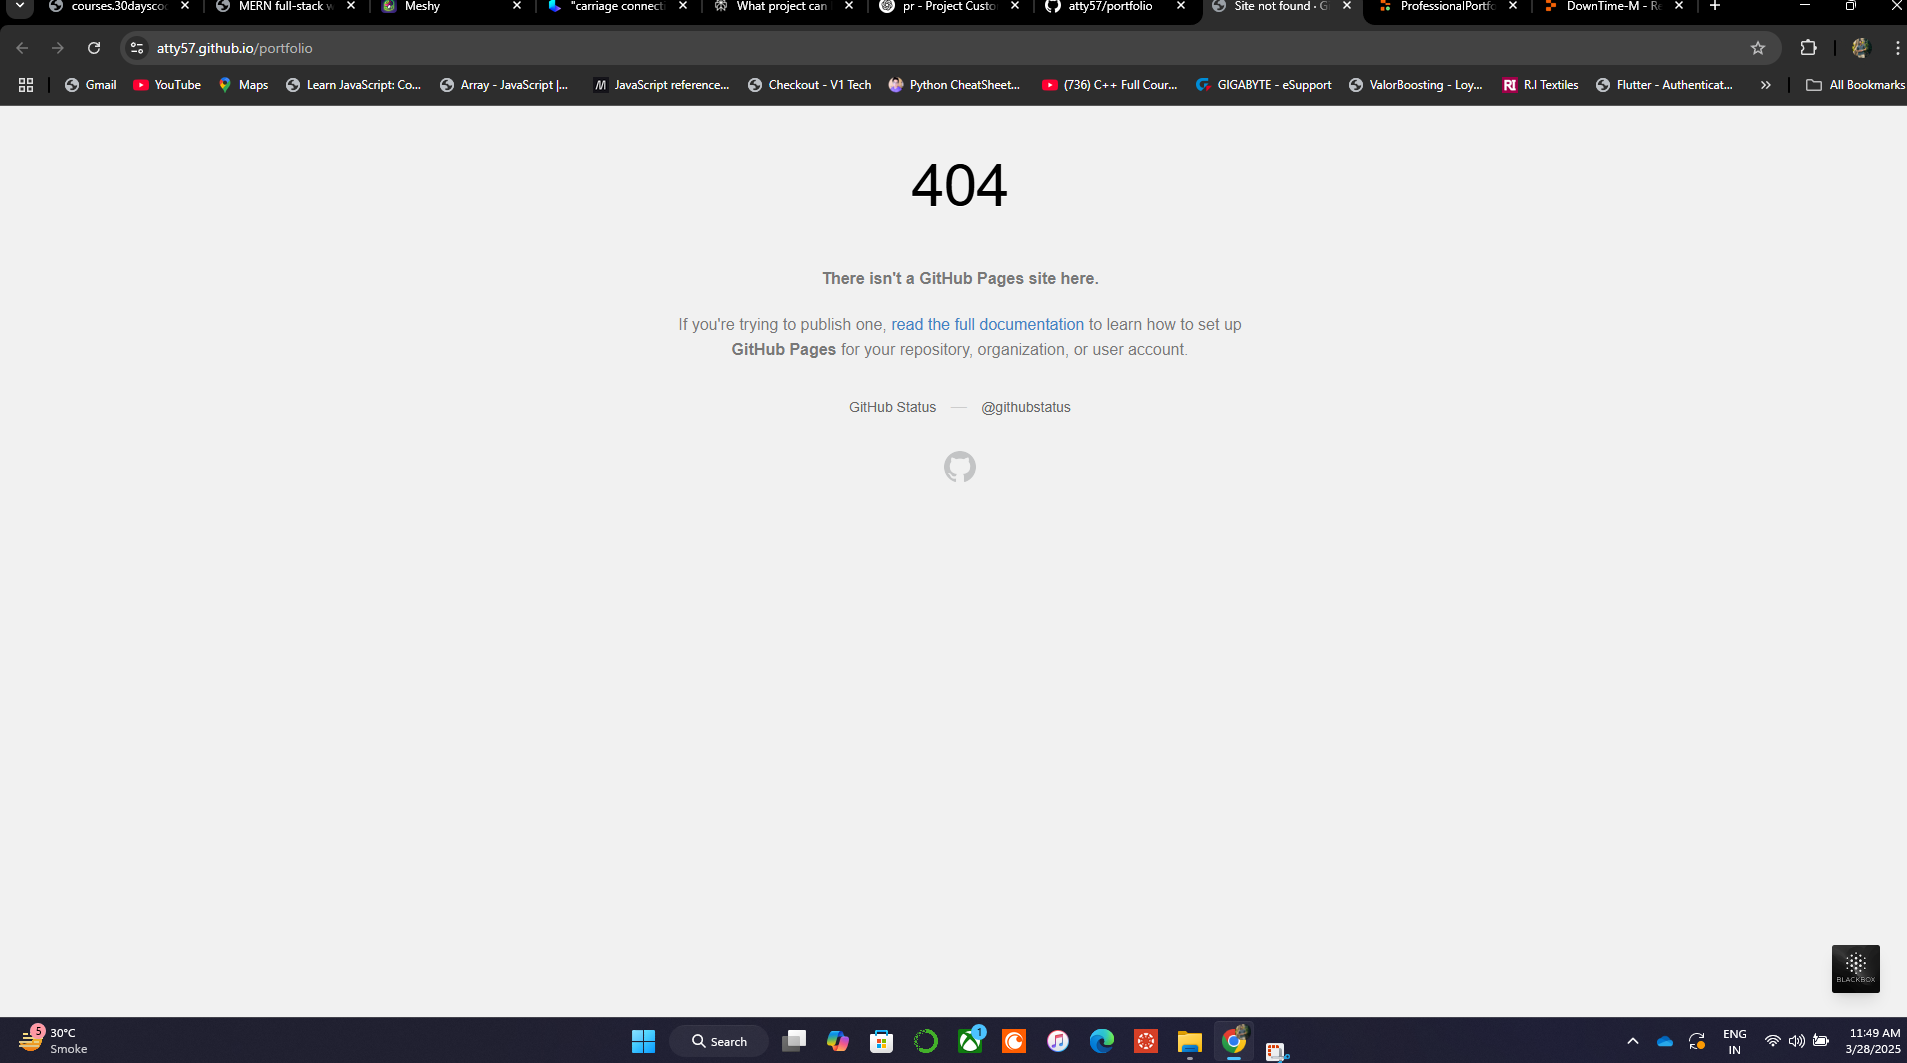 courses.30dayscoc
MERN full-stack w
Meshy
"carriage connecti
What project can
pr - Project Custo
atty57/portfolio
Site not found · G
ProfessionalPortfo
DownTime-M - Re
atty57.github.io/portfolio
Gmail
YouTube
Maps
Learn JavaScript: Co...
Array - JavaScript |...
JavaScript reference...
Checkout - V1 Tech
Python CheatSheet...
(736) C++ Full Cour...
GIGABYTE - eSupport
ValorBoosting - Loy...
RI
R.I Textiles
Flutter - Authenticat...
All Bookmarks
404
There isn't a GitHub Pages site here.
If you're trying to publish one, read the full documentation to learn how to set up
GitHub Pages for your repository, organization, or user account.
GitHub Status — @githubstatus
BLACKBOX
5
30°C
Smoke
Search
1
ENG
IN
11:49 AM
3/28/2025